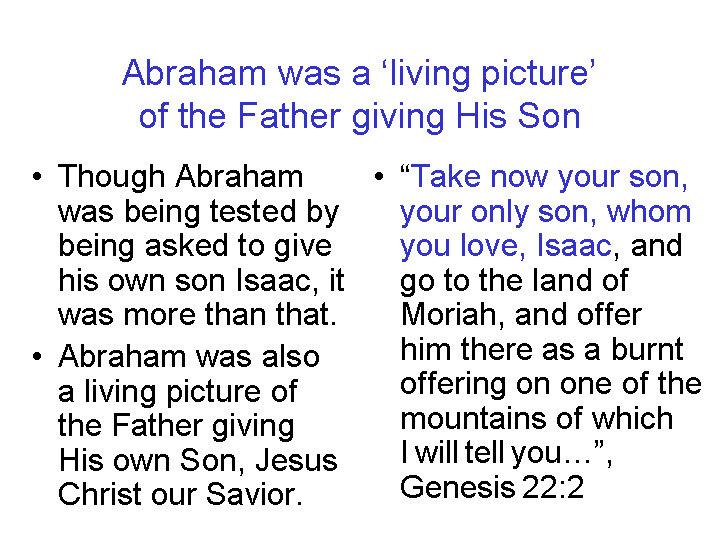 Abraham was a ‘living picture’
of the Father giving His Son
• Though Abraham
was being tested by
being asked to give
his own son Isaac, it
was more than that.
• Abraham was also
a living picture of
the Father giving
His own Son, Jesus
Christ our Savior.
• “Take now your son,
your only son, whom
you love, Isaac, and
go to the land of
Moriah, and offer
him there as a burnt
offering on one of the
mountains of which
I will tell you…”,
Genesis 22:2